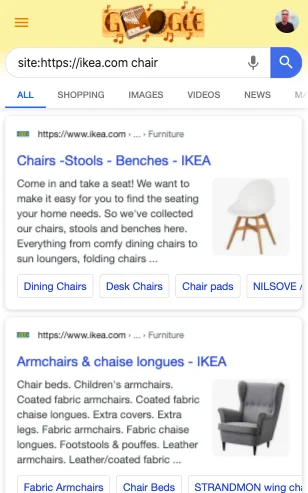 GOOGLE
site:https://ikea.com chair
ALL SHOPPING IMAGES VIDEOS NEWS
https://www.ikea.com › ... › Furniture
Chairs -Stools - Benches - IKEA
Come in and take a seat! We want to
make it easy for you to find the seating
your home needs. So we've collected
our chairs, stools and benches here.
Everything from comfy dining chairs to
sun loungers, folding chairs ...
Dining Chairs Desk Chairs Chair pads NILSOVE /
https://www.ikea.com › ... › Furniture
Armchairs & chaise longues - IKEA
Chair beds. Children's armchairs.
Coated fabric armchairs. Coated fabric
chaise longues. Extra covers. Extra
legs. Fabric armchairs. Fabric chaise
longues. Footstools & pouffes. Leather
armchairs. Leather/coated fabric ...
Fabric Armchairs Chair Beds STRANDMON wing cha